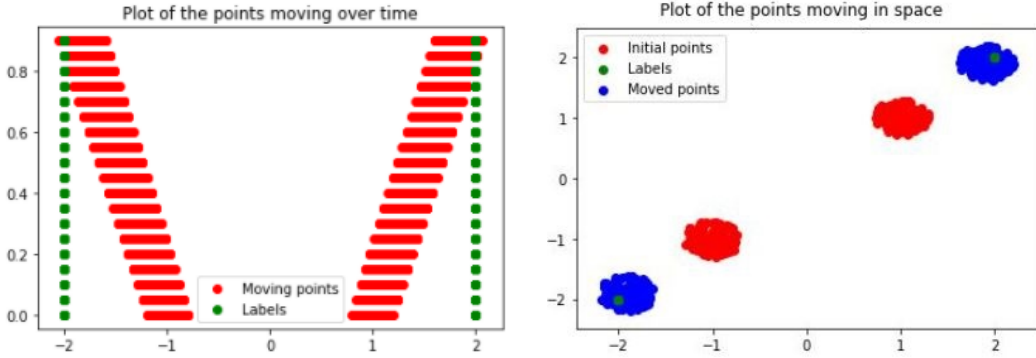 Plot of the points moving over time
0.8
0.6
0.4
0.2
0.0
Moving points
Labels
−2
−1
0
1
2
Plot of the points moving in space
Initial points
Labels
Moved points
2
1
0
−1
−2
−2
−1
0
1
2